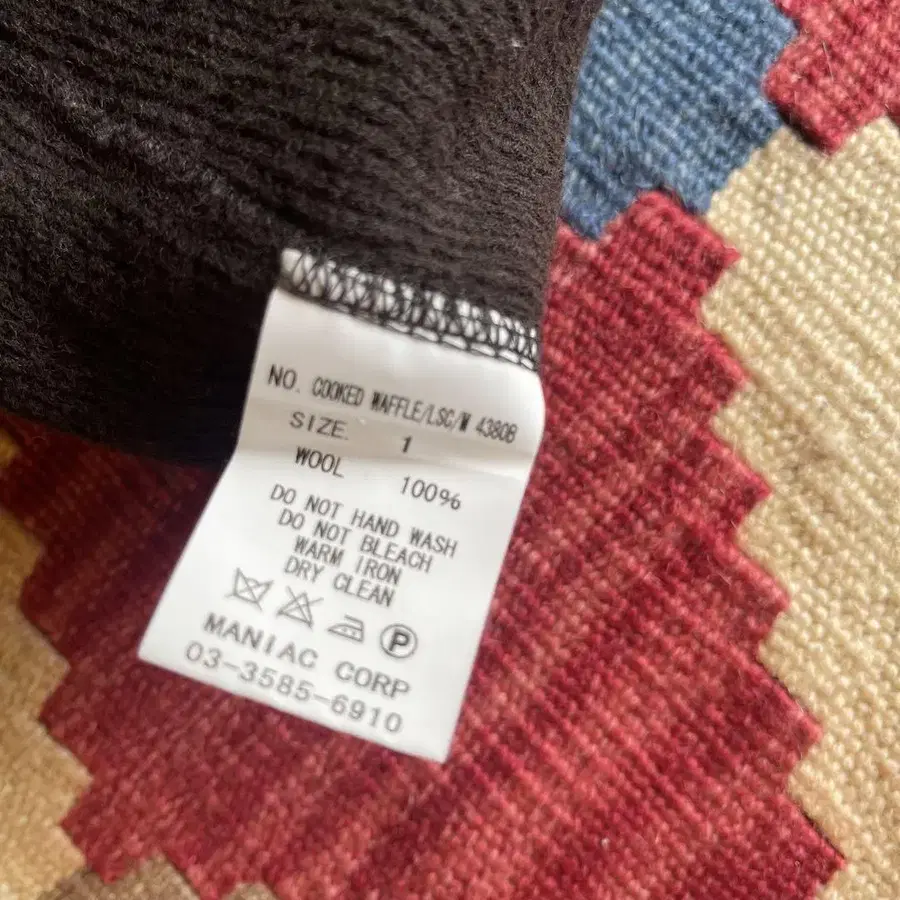 NO. COOKED WAFFLE/LSC/W 4380B
SIZE. 1
WOOL 100%
DO NOT HAND WASH
DO NOT BLEACH
WARM IRON
DRY CLEAN
P
MANIAC CORP
03-3585-6910